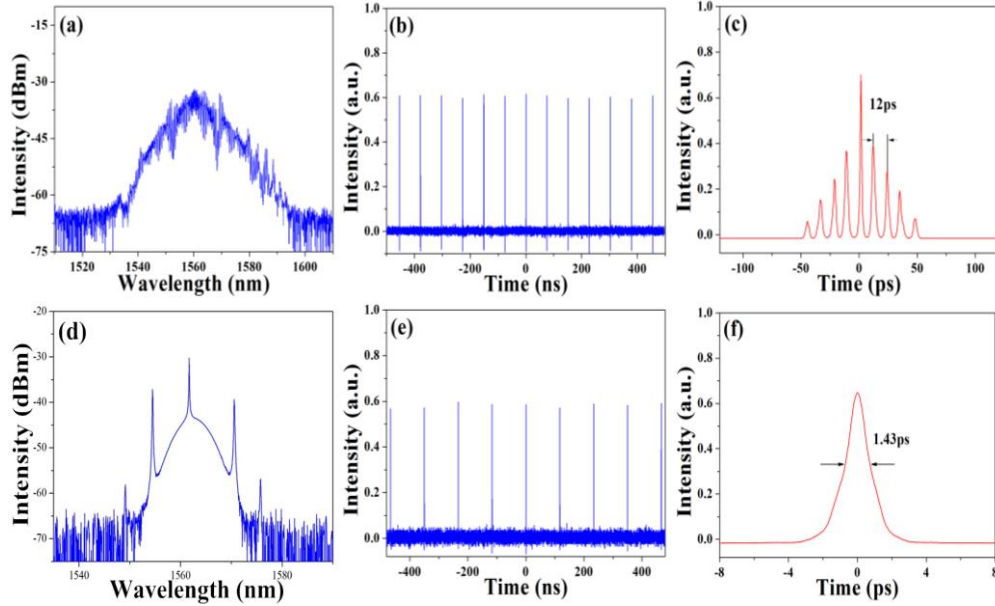 (a)
Intensity (dBm)
-10
-30
-45
-60
-75
1520 1540 1560 1580 1600
Wavelength (nm)
(b)
Intensity (a.u.)
1.0
0.8
0.6
0.4
0.2
0.0
-400 -200 0 200 400
Time (ns)
(c)
Intensity (a.u.)
1.0
0.8
0.6
0.4
0.2
0.0
12ps
-100 -50 0 50 100
Time (ps)
(d)
Intensity (dBm)
-20
-30
-40
-50
-60
-70
1540 1560 1580
Wavelength (nm)
(e)
Intensity (a.u.)
1.0
0.8
0.6
0.4
0.2
0.0
-400 -200 0 200 400
Time (ns)
(f)
Intensity (a.u.)
1.0
0.8
0.6
0.4
0.2
0.0
1.43ps
-8 -4 0 4 8
Time (ps)